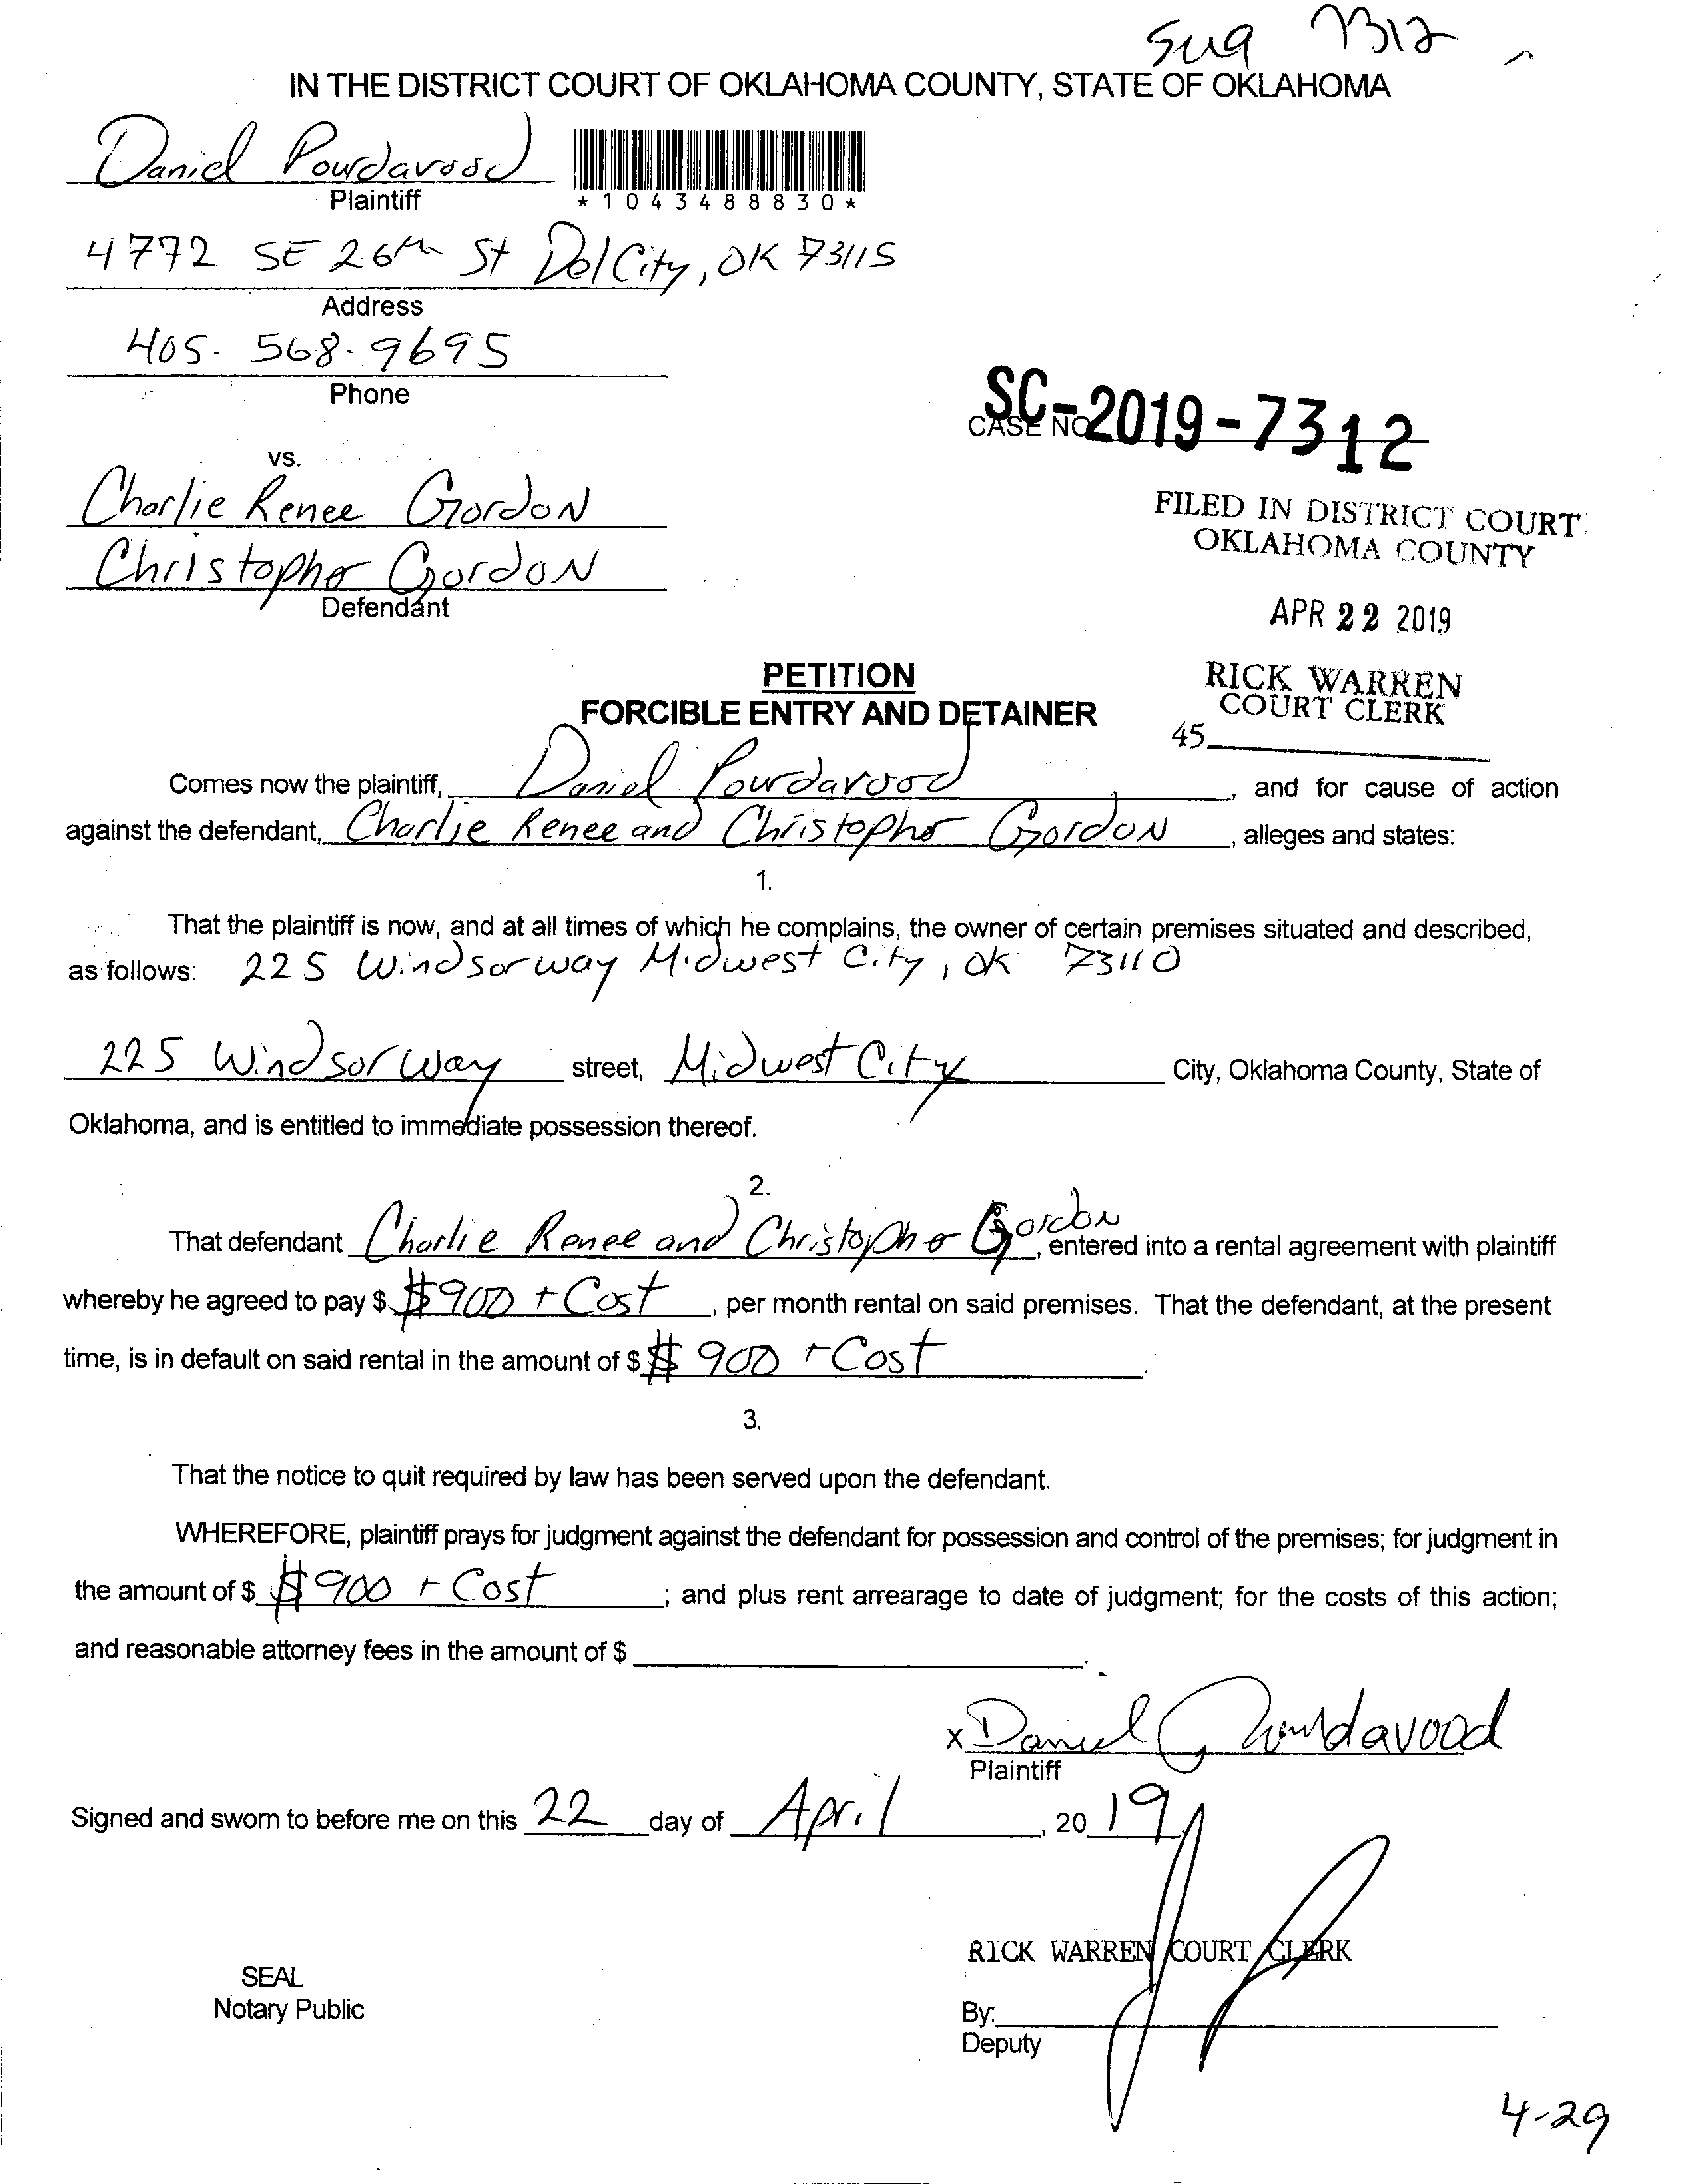 7312
IN THE DISTRICT COURT OF OKLAHOMA COUNTY, STATE OF OKLAHOMA
Daniel Pourdavood
Plaintiff
*1043488830*
4772 SE 26th St Del City, OK 73115
Address
405-568-9695
Phone
SC-2019-7312
CASE NO
vs.
Charlie Renee Gordon
Christopher Gordon
Defendant
FILED IN DISTRICT COURT
OKLAHOMA COUNTY
APR 22 2019
RICK WARREN
COURT CLERK
45
PETITION
FORCIBLE ENTRY AND DETAINER
Comes now the plaintiff, Daniel Pourdavood, and for cause of action
against the defendant, Charlie Renee and Christopher Gordon, alleges and states:
1.
That the plaintiff is now, and at all times of which he complains, the owner of certain premises situated and described,
as follows: 225 Windsor way Midwest City, OK 73110
225 Windsor Way street, Midwest City City, Oklahoma County, State of
Oklahoma, and is entitled to immediate possession thereof.
2.
That defendant Charlie Renee and Christopher Gordon, entered into a rental agreement with plaintiff
whereby he agreed to pay $ $900 + Cost, per month rental on said premises. That the defendant, at the present
time, is in default on said rental in the amount of $ $ 900 + Cost.
3.
That the notice to quit required by law has been served upon the defendant.
WHEREFORE, plaintiff prays for judgment against the defendant for possession and control of the premises; for judgment in
the amount of $ $900 + Cost; and plus rent arrearage to date of judgment; for the costs of this action;
and reasonable attorney fees in the amount of $
x Daniel Pourdavood
Plaintiff
Signed and sworn to before me on this 22 day of April, 20 19
RICK WARREN COURT CLERK
SEAL
Notary Public
By:
Deputy
4-29